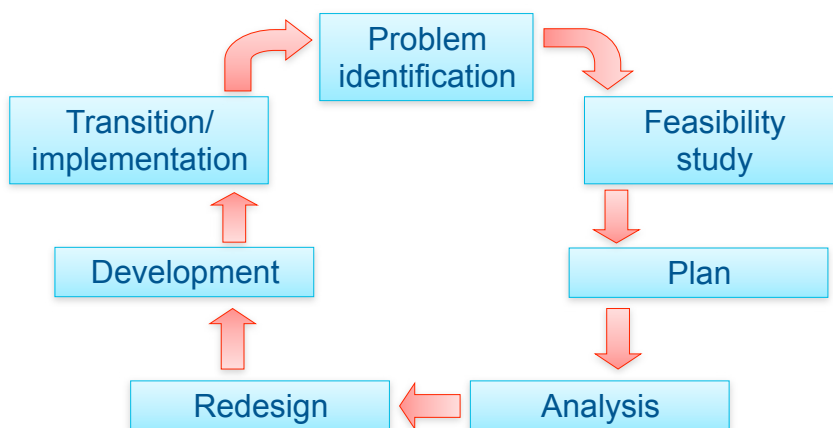 Problem
identification
Feasibility
study
Plan
Analysis
Redesign
Development
Transition/
implementation